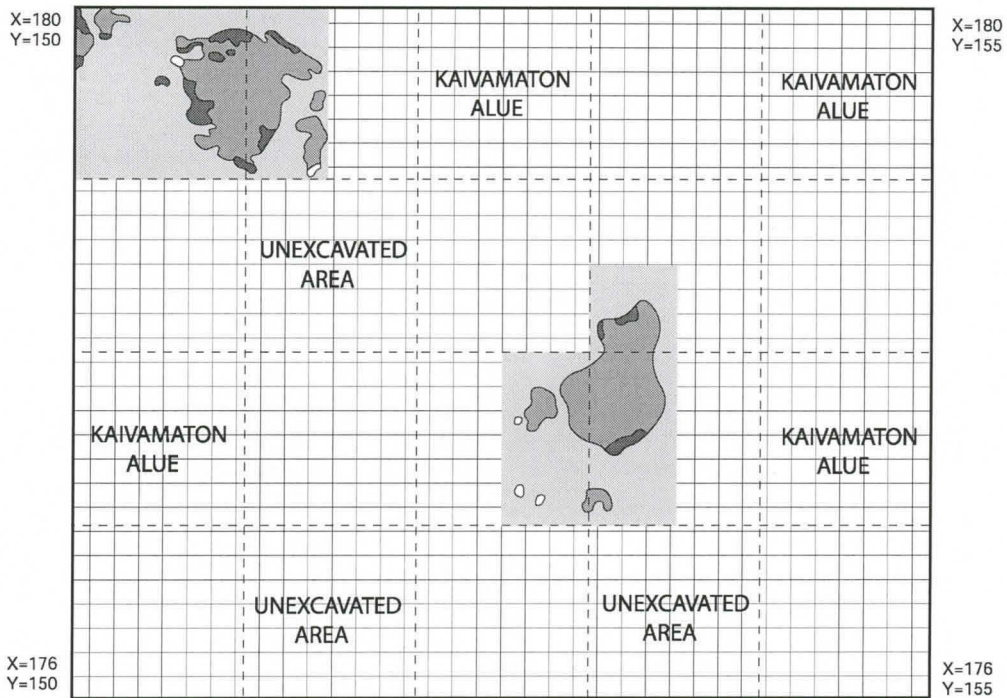 X=180
Y=150
X=180
Y=155
KAIVAMATON
ALUE
KAIVAMATON
ALUE
UNEXCAVATED
AREA
KAIVAMATON
ALUE
KAIVAMATON
ALUE
UNEXCAVATED
AREA
UNEXCAVATED
AREA
X=176
Y=150
X=176
Y=155